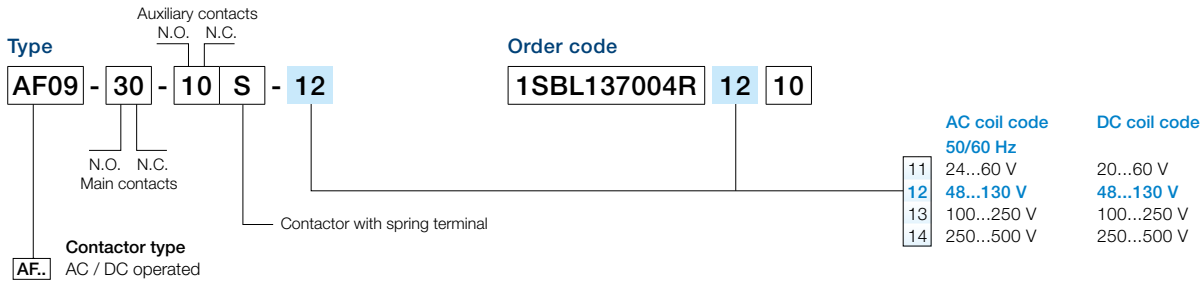 Auxiliary contacts
N.O. N.C.
Type
Order code
AF09 - 30 - 10 S - 12
1SBL137004R 12 10
AC coil code DC coil code
50/60 Hz
N.O. N.C.
Main contacts
11 24...60 V 20...60 V
12 48...130 V 48...130 V
13 100...250 V 100...250 V
14 250...500 V 250...500 V
Contactor with spring terminal
Contactor type
AF.. AC / DC operated